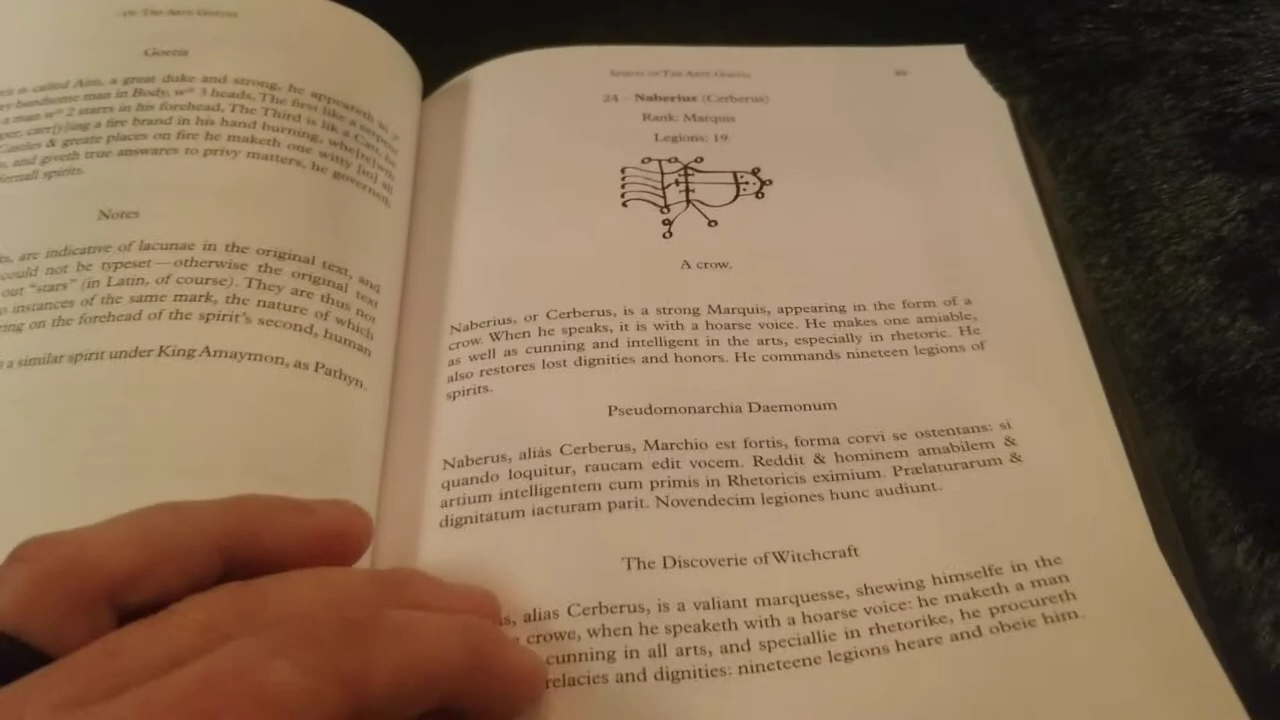 Goetia
is called Aim, a great duke and strong, he appeareth in
handsome man in Body, wth 3 heads, The first like a serpent
a man wth 2 starrs in his forehead, The Third is lik a Catt, he
carr[y]ing a fire brand in his hand burning, whe[re]wth
Castles & greate places on fire he maketh one witty [in] all
and giveth true answares to privy matters, he governeth
spirits.
Notes
are indicative of lacunae in the original text, and
could not be typeset—otherwise the original text
out “stars” (in Latin, of course). They are thus not
instances of the same mark, the nature of which
on the forehead of the spirit’s second, human
a similar spirit under King Amaymon, as Pathyn.
Spirits of The Arte Goetia
24 – Naberius (Cerberus)
Rank: Marquis
Legions: 19
A crow.
Naberius, or Cerberus, is a strong Marquis, appearing in the form of a
crow. When he speaks, it is with a hoarse voice. He makes one amiable,
as well as cunning and intelligent in the arts, especially in rhetoric. He
also restores lost dignities and honors. He commands nineteen legions of
spirits.
Pseudomonarchia Daemonum
Naberus, aliàs Cerberus, Marchio est fortis, forma corvi se ostentans: si
quando loquitur, raucam edit vocem. Reddit & hominem amabilem &
artium intelligentem cum primis in Rhetoricis eximium. Prælaturarum &
dignitatum iacturam parit. Novendecim legiones hunc audiunt.
The Discoverie of Witchcraft
alias Cerberus, is a valiant marquesse, shewing himselfe in the
crowe, when he speaketh with a hoarse voice: he maketh a man
cunning in all arts, and speciallie in rhetorike, he procureth
and dignities: nineteene legions heare and obeie him.